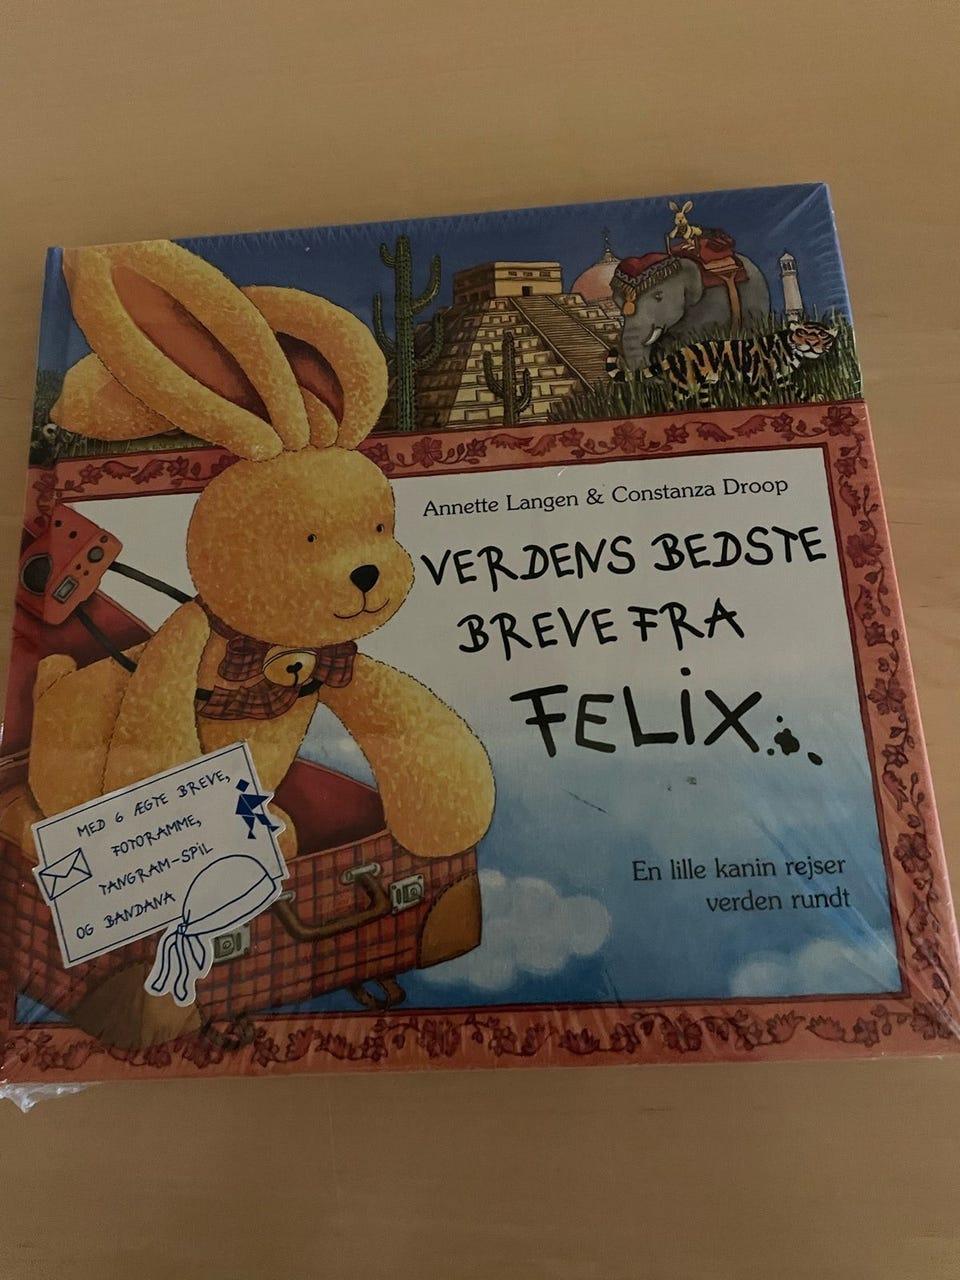 Annette Langen & Constanza Droop
VERDENS BEDSTE
BREVE FRA
FELIX
En lille kanin rejser
verden rundt
MED 6 ÆGTE BREVE,
FOTORAMME,
TANGRAM-SPIL
OG BANDANA